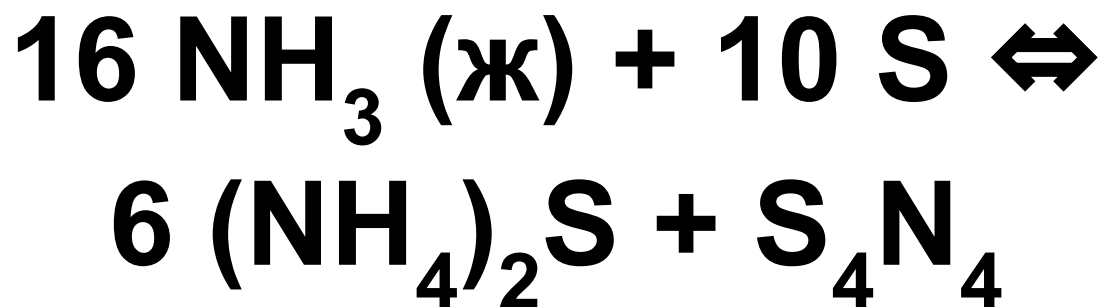 16 NH₃ (ж) + 10 S ⇔
6 (NH₄)₂S + S₄N₄